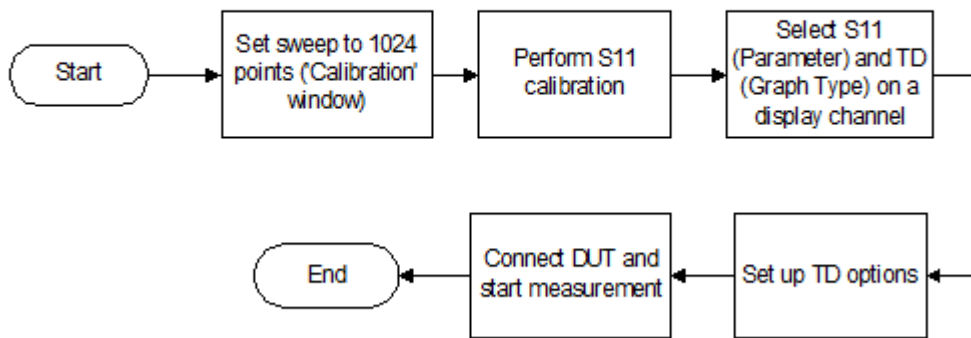 Start
Set sweep to 1024
points ('Calibration'
window)
Perform S11
calibration
Select S11
(Parameter) and TD
(Graph Type) on a
display channel
Set up TD options
Connect DUT and
start measurement
End